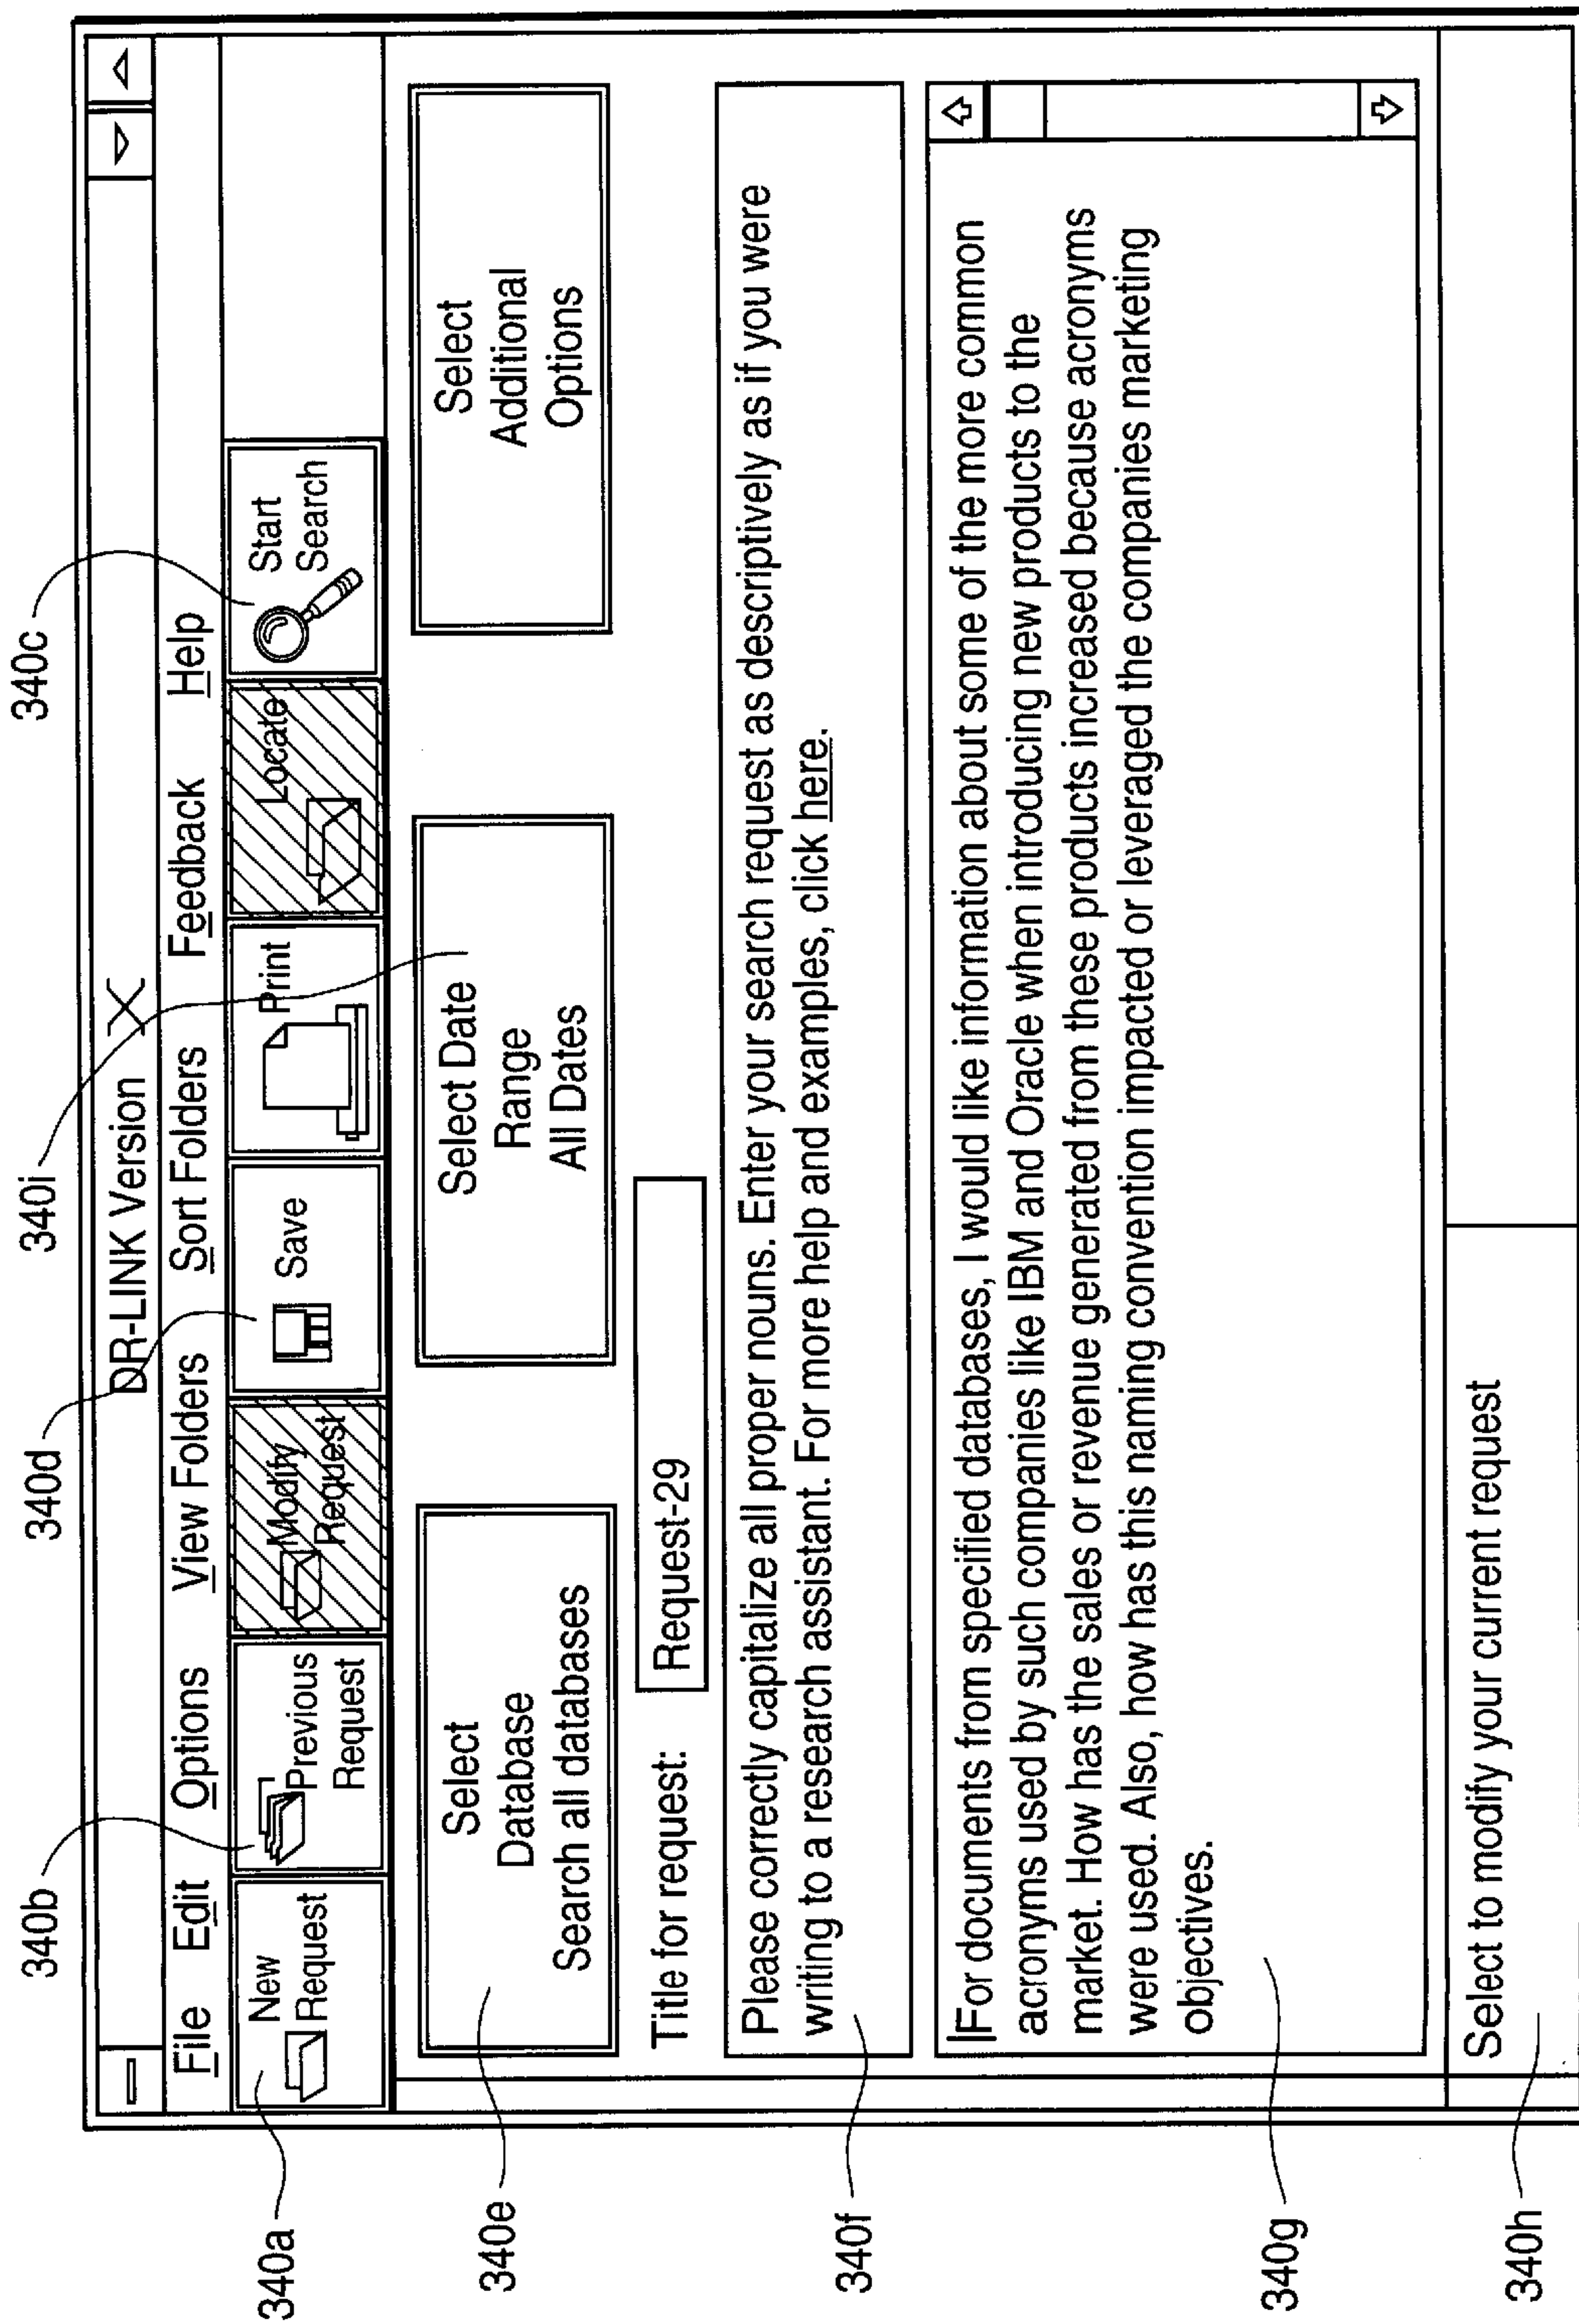 340b
340d
340i
340c
DR-LINK Version X
File Edit Options View Folders Sort Folders Feedback Help
New
Request
Previous
Request
Modify
Request
Save
Print
Locate
Start
Search
340a
Select
Database
Search all databases
Select Date
Range
All Dates
Select
Additional
Options
340e
Title for request:
Request-29
Please correctly capitalize all proper nouns. Enter your search request as descriptively as if you were
writing to a research assistant. For more help and examples, click here.
340f
For documents from specified databases, I would like information about some of the more common
acronyms used by such companies like IBM and Oracle when introducing new products to the
market. How has the sales or revenue generated from these products increased because acronyms
were used. Also, how has this naming convention impacted or leveraged the companies marketing
objectives.
340g
Select to modify your current request
340h